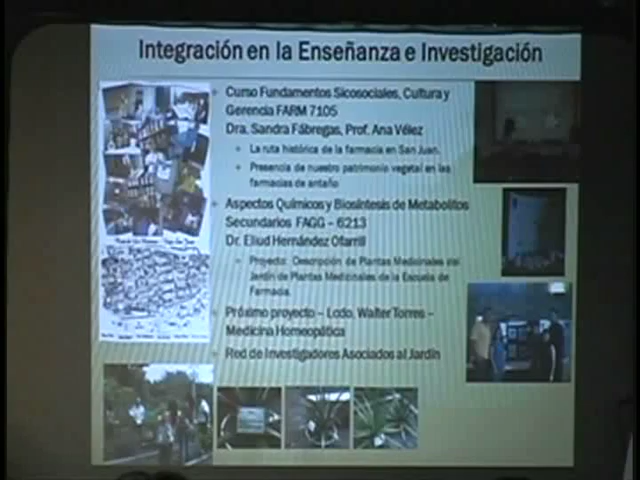 Integración en la Enseñanza e Investigación
Curso Fundamentos Sicosociales, Cultura y
Gerencia FARM 7105
Dra. Sandra Fábregas, Prof. Ana Vélez
La ruta histórica de la farmacia en San Juan.
Presencia de nuestro patrimonio vegetal en las
farmacias de antaño
Aspectos Químicos y Biosíntesis de Metabolitos
Secundarios FAGG – 6213
Dr. Eliud Hernández Ofarrill
Proyecto: Descripción de Plantas Medicinales del
Jardín de Plantas Medicinales de la Escuela de
Farmacia.
Próximo proyecto – Lcdo. Walter Torres –
Medicina Homeopática
Red de Investigadores Asociados al Jardín